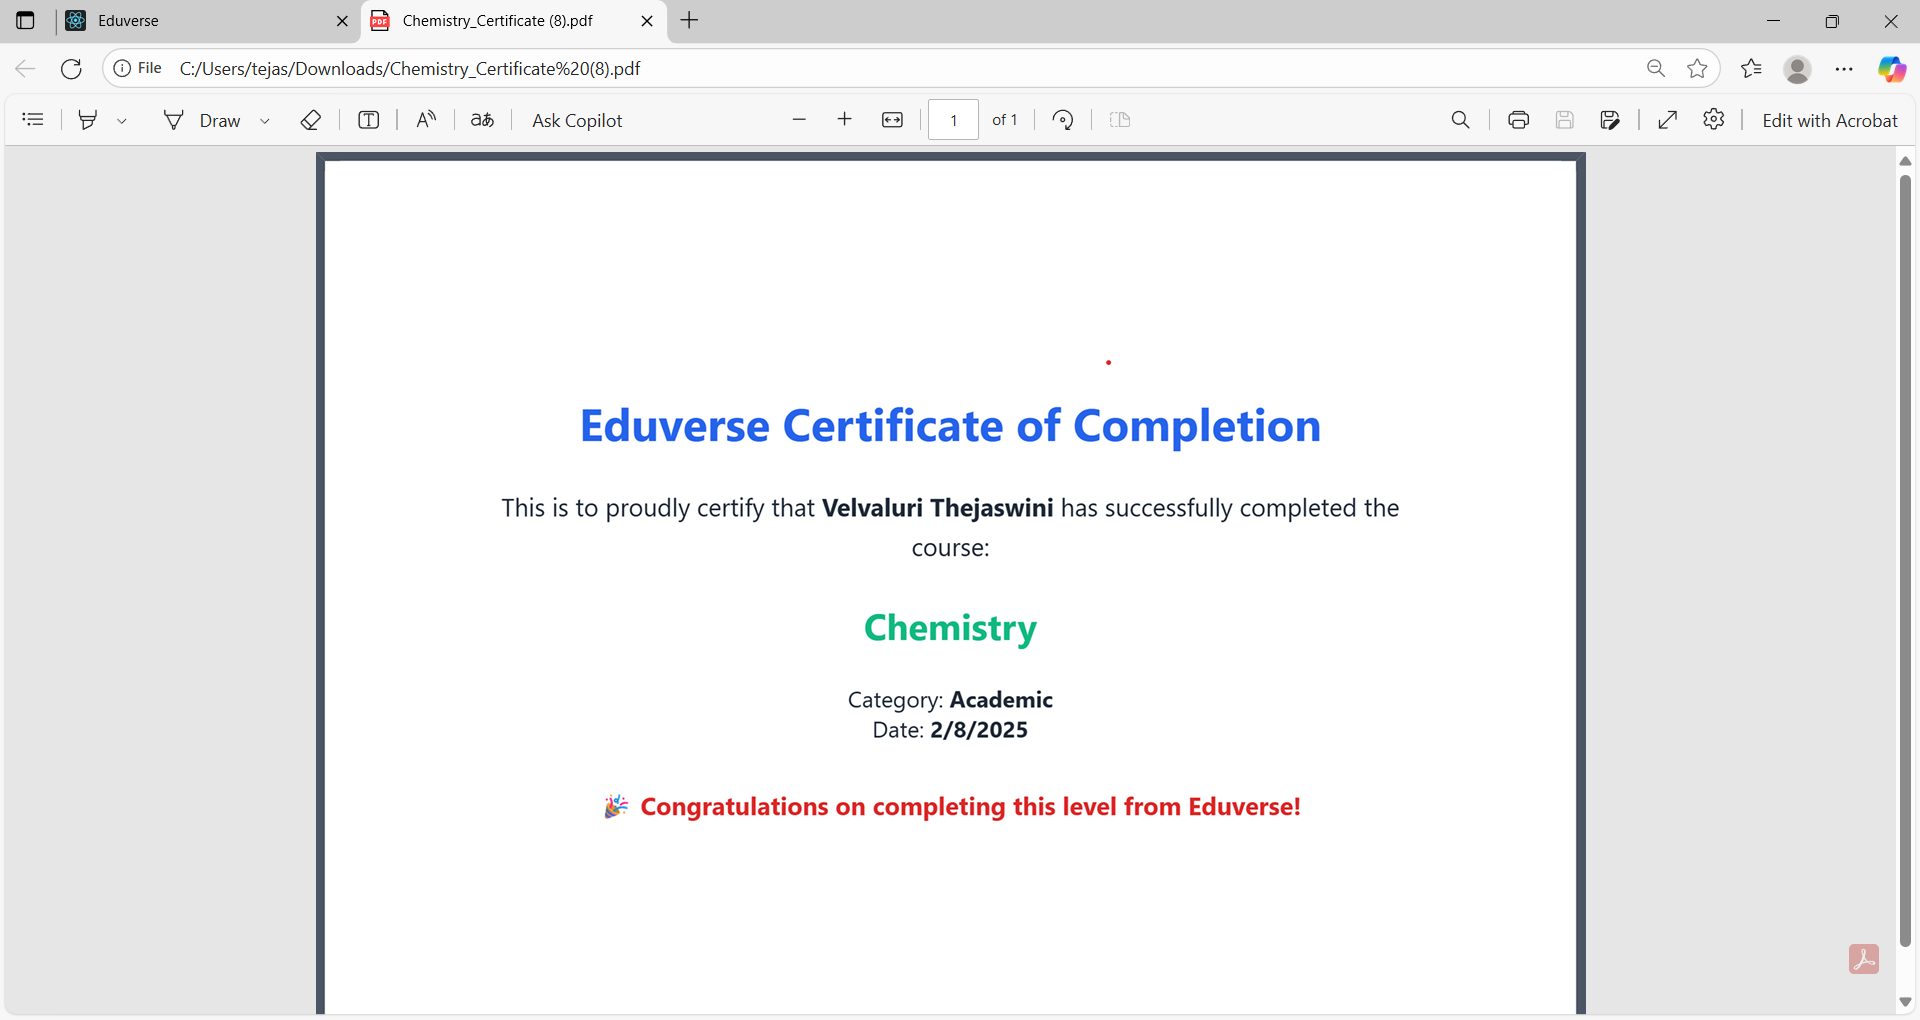 Eduverse
Chemistry_Certificate (8).pdf
File C:/Users/tejas/Downloads/Chemistry_Certificate%20(8).pdf
Draw
T
A
aあ
Ask Copilot
1 of 1
Edit with Acrobat
Eduverse Certificate of Completion
This is to proudly certify that Velvaluri Thejaswini has successfully completed the
course:
Chemistry
Category: Academic
Date: 2/8/2025
🎉 Congratulations on completing this level from Eduverse!